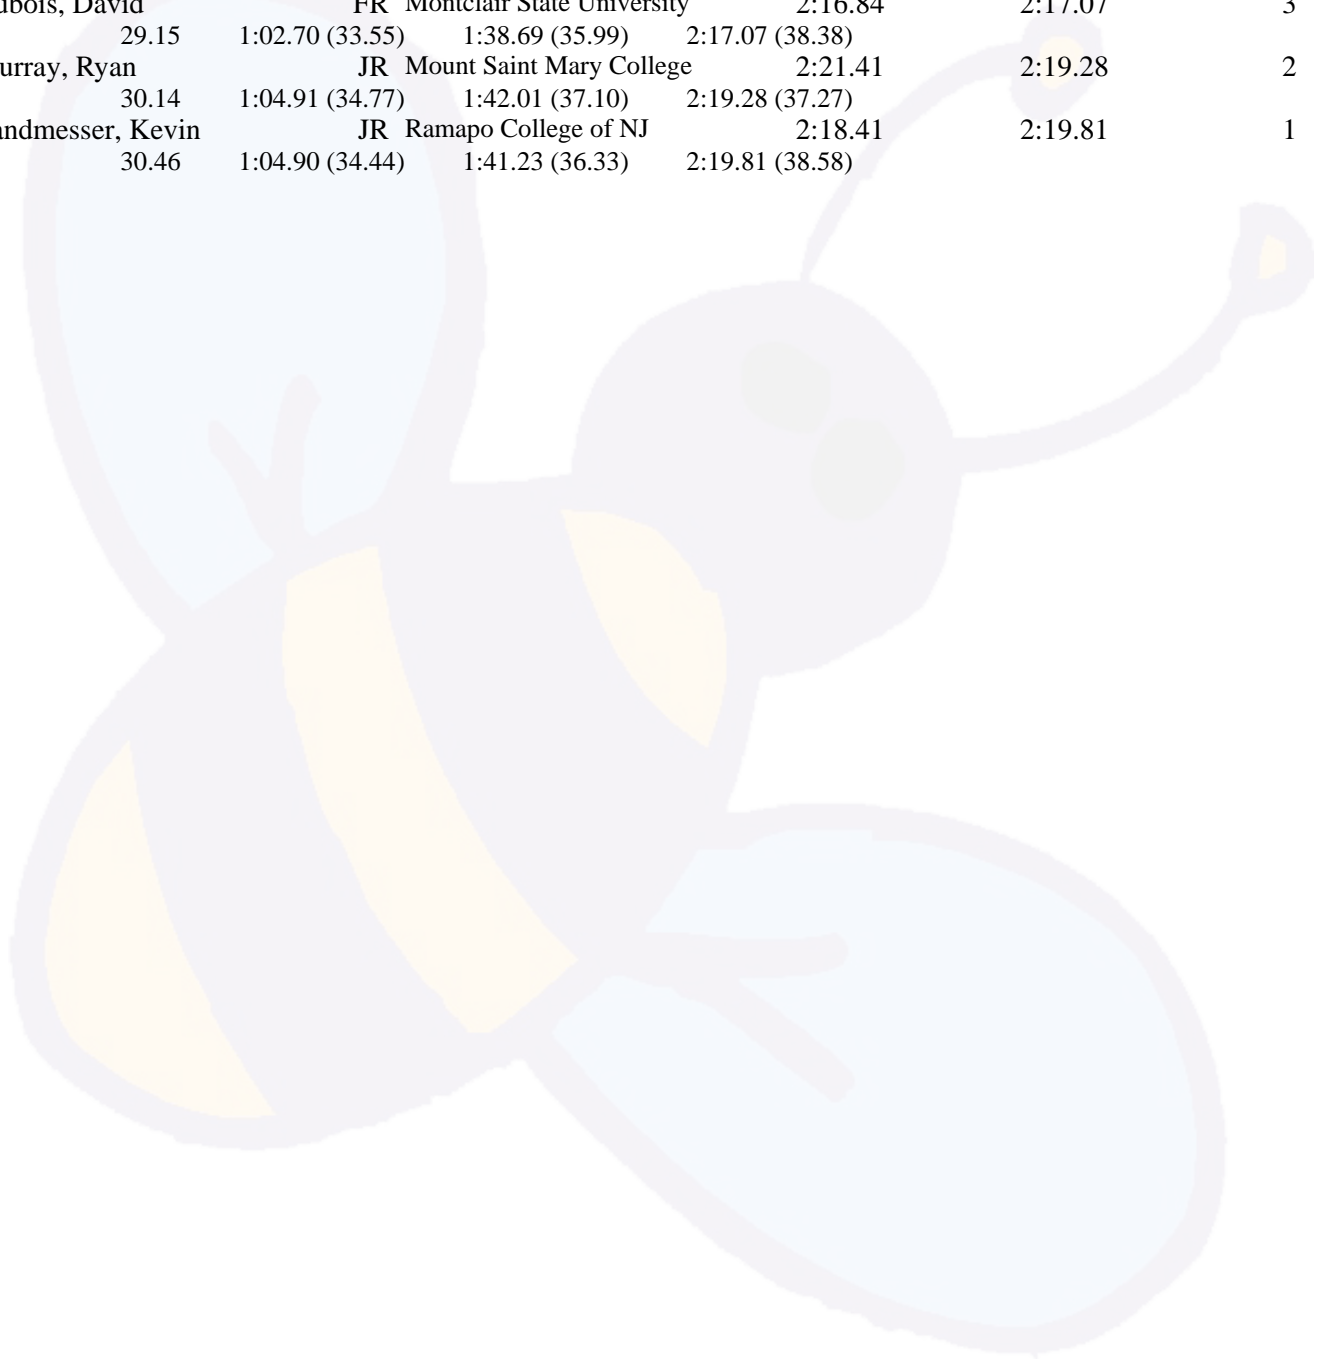 ubois, David FR Montclair State University 2:16.84 2:17.07 3
29.15 1:02.70 (33.55) 1:38.69 (35.99) 2:17.07 (38.38)
urray, Ryan JR Mount Saint Mary College 2:21.41 2:19.28 2
30.14 1:04.91 (34.77) 1:42.01 (37.10) 2:19.28 (37.27)
andmesser, Kevin JR Ramapo College of NJ 2:18.41 2:19.81 1
30.46 1:04.90 (34.44) 1:41.23 (36.33) 2:19.81 (38.58)